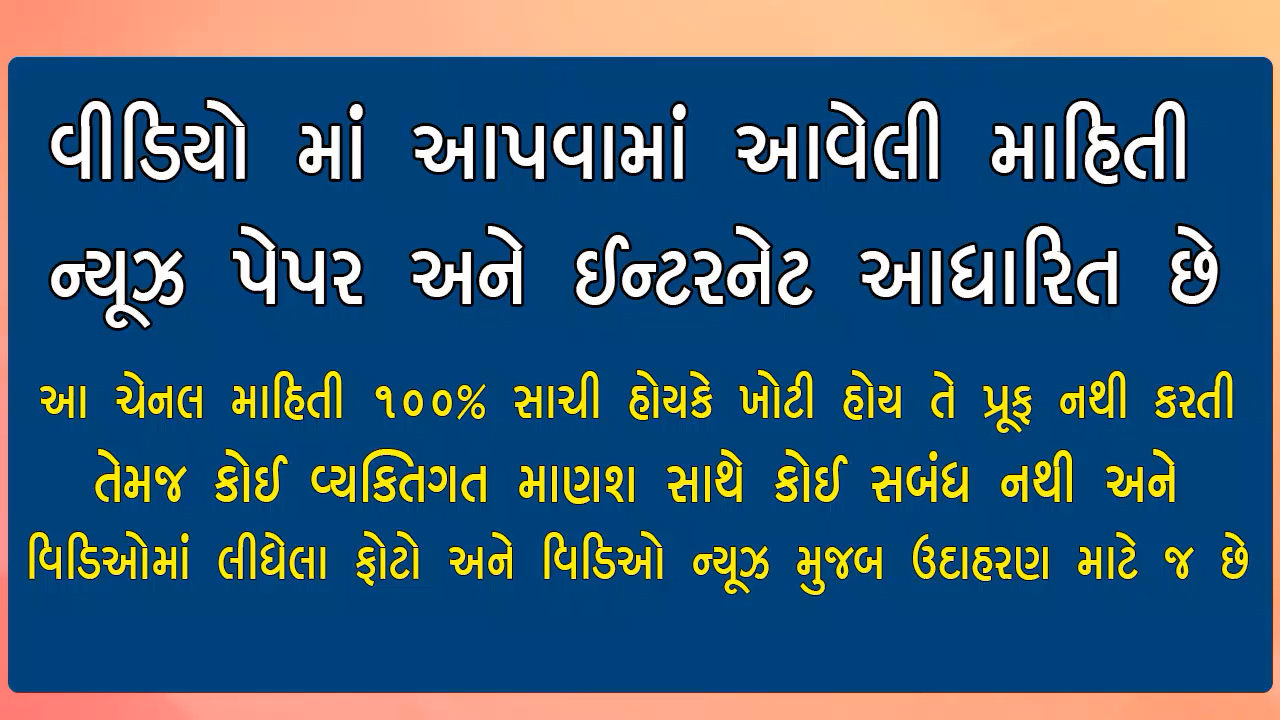 વીડિયો માં આપવામાં આવેલી માહિતી
ન્યૂઝ પેપર અને ઈન્ટરનેટ આધારિત છે
આ ચેનલ માહિતી ૧૦૦% સાચી હોયકે ખોટી હોય તે પ્રૂફ નથી કરતી
તેમજ કોઈ વ્યક્તિગત માણશ સાથે કોઈ સબંધ નથી અને
વિડિઓમાં લીધેલા ફોટો અને વિડિઓ ન્યૂઝ મુજબ ઉદાહરણ માટે જ છે